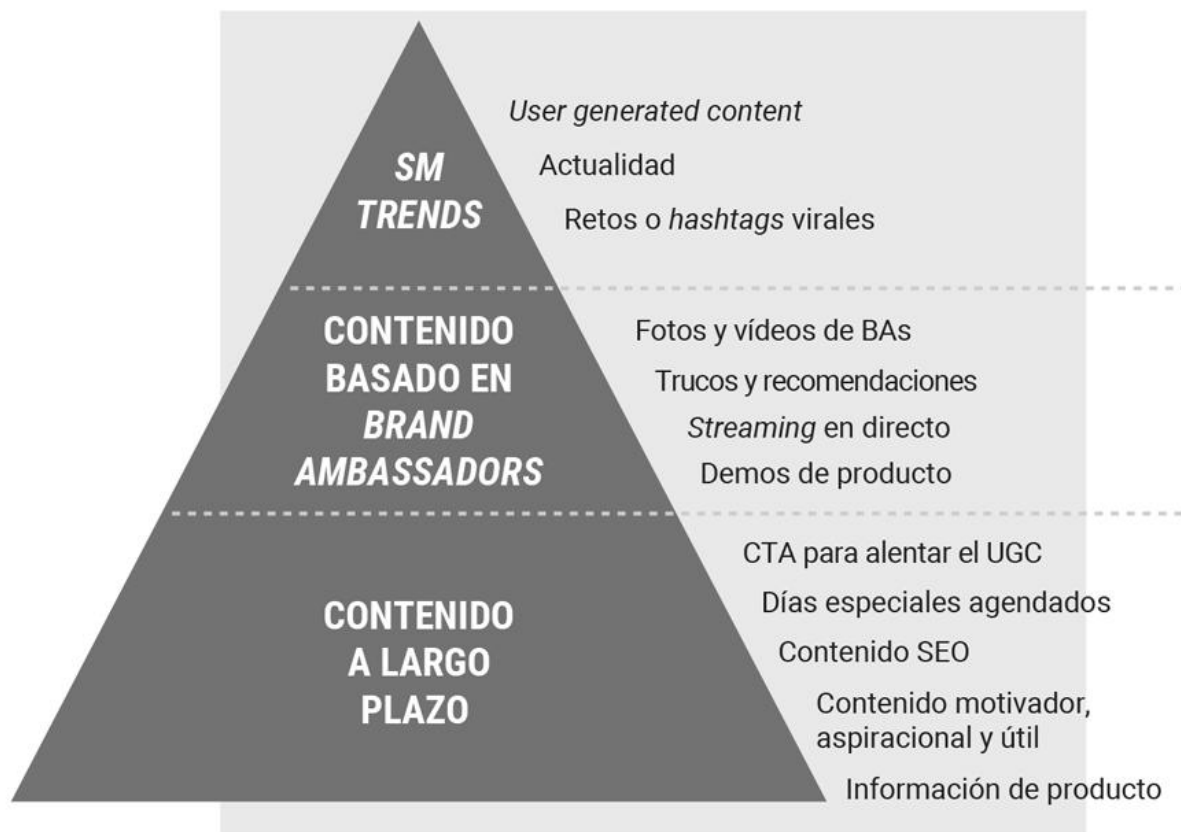 User generated content
SM
TRENDS
Actualidad
Retos o hashtags virales
CONTENIDO
BASADO EN
BRAND
AMBASSADORS
Fotos y vídeos de BAs
Trucos y recomendaciones
Streaming en directo
Demos de producto
CONTENIDO
A LARGO
PLAZO
CTA para alentar el UGC
Días especiales agendados
Contenido SEO
Contenido motivador,
aspiracional y útil
Información de producto